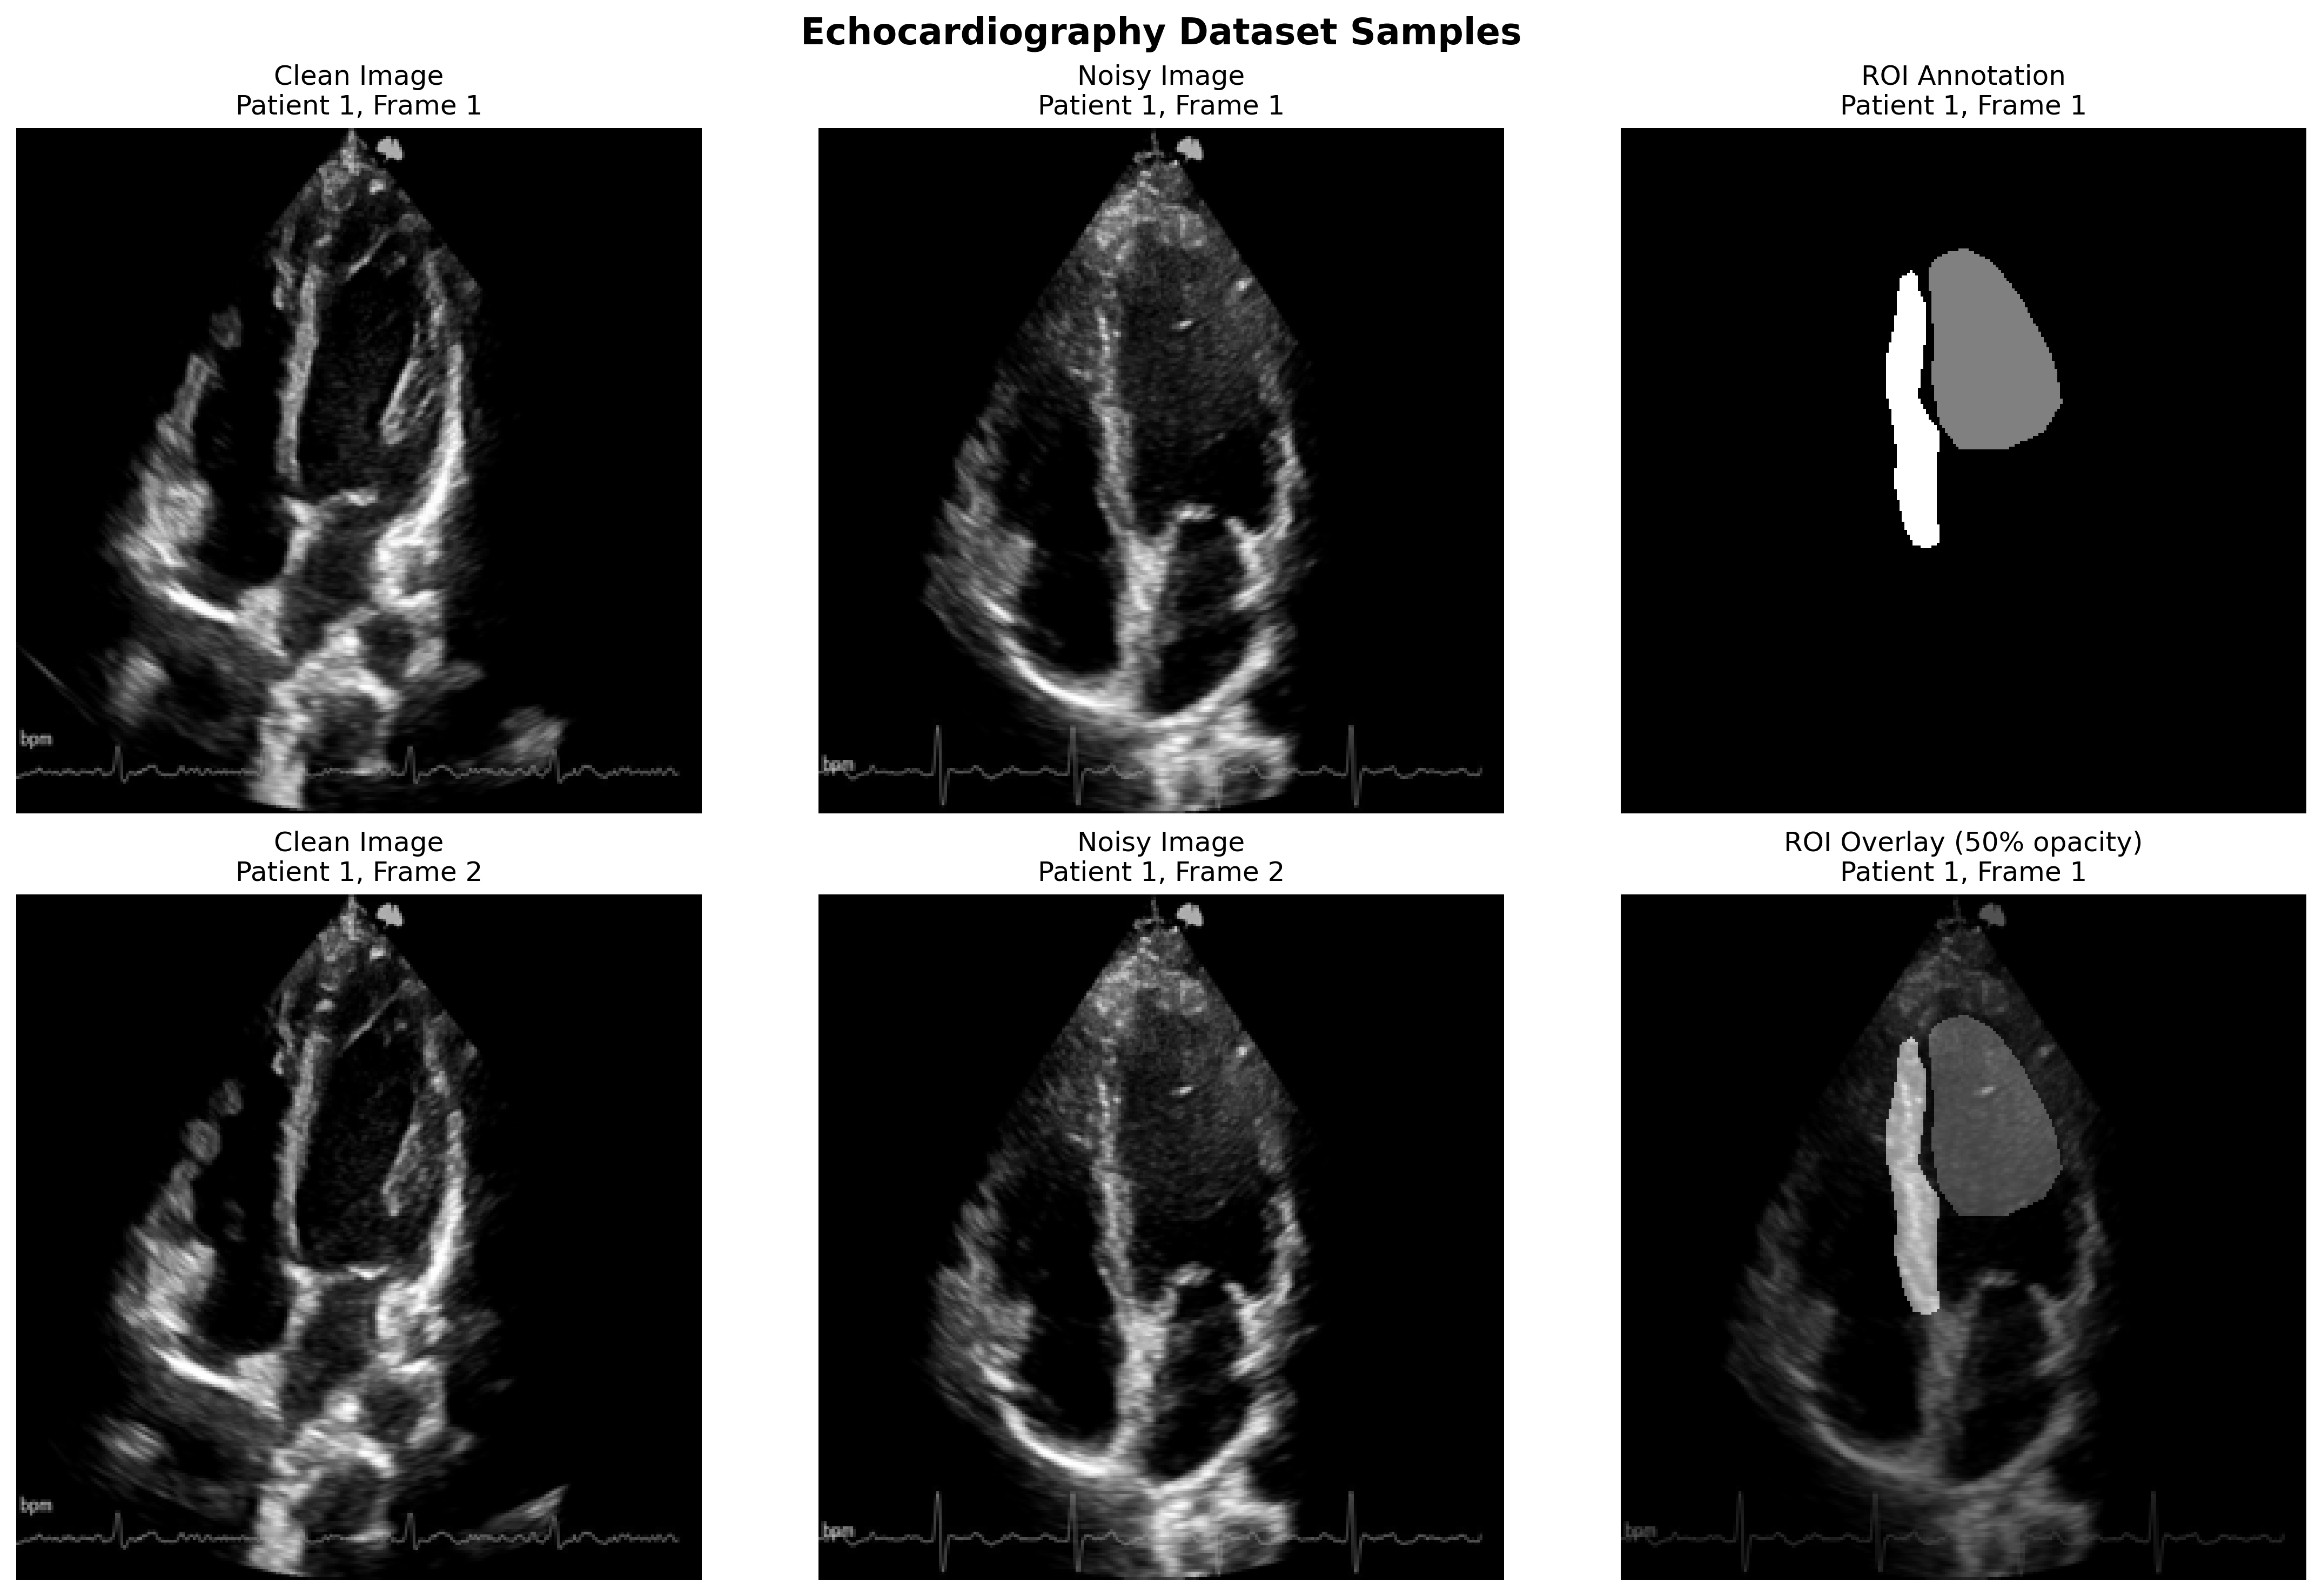 Echocardiography Dataset Samples
Clean Image
Patient 1, Frame 1
Noisy Image
Patient 1, Frame 1
ROI Annotation
Patient 1, Frame 1
bpm
bpm
Clean Image
Patient 1, Frame 2
Noisy Image
Patient 1, Frame 2
ROI Overlay (50% opacity)
Patient 1, Frame 1
bpm
bpm
bpm